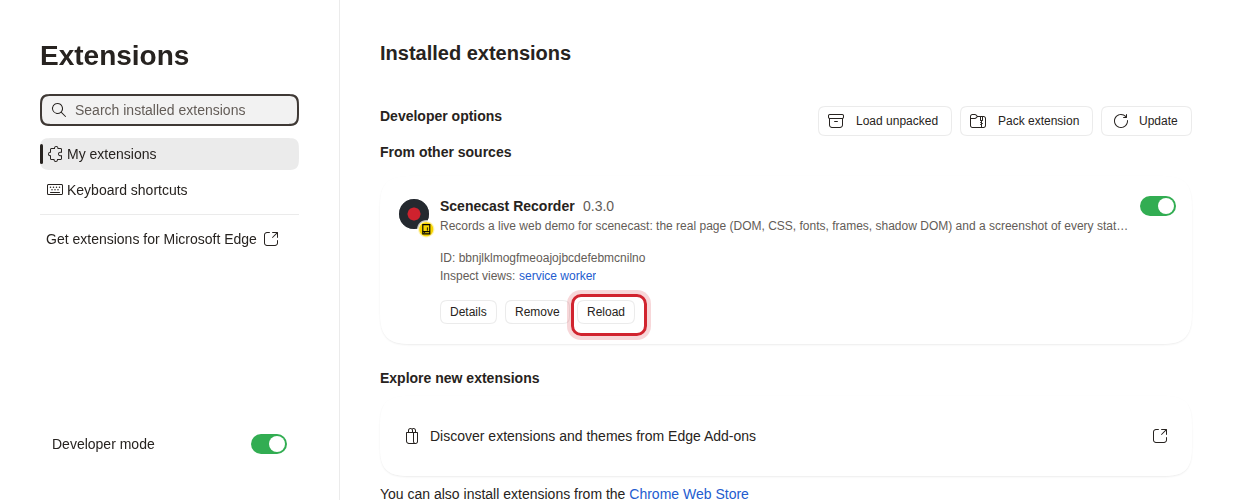 Extensions
Search installed extensions
My extensions
Keyboard shortcuts
Get extensions for Microsoft Edge
Developer mode
Installed extensions
Developer options
Load unpacked
Pack extension
Update
From other sources
Scenecast Recorder 0.3.0
Records a live web demo for scenecast: the real page (DOM, CSS, fonts, frames, shadow DOM) and a screenshot of every stat…
ID: bbnjlklmogfmeoajojbcdefebmcnilno
Inspect views: service worker
Details
Remove
Reload
Explore new extensions
Discover extensions and themes from Edge Add-ons
You can also install extensions from the Chrome Web Store